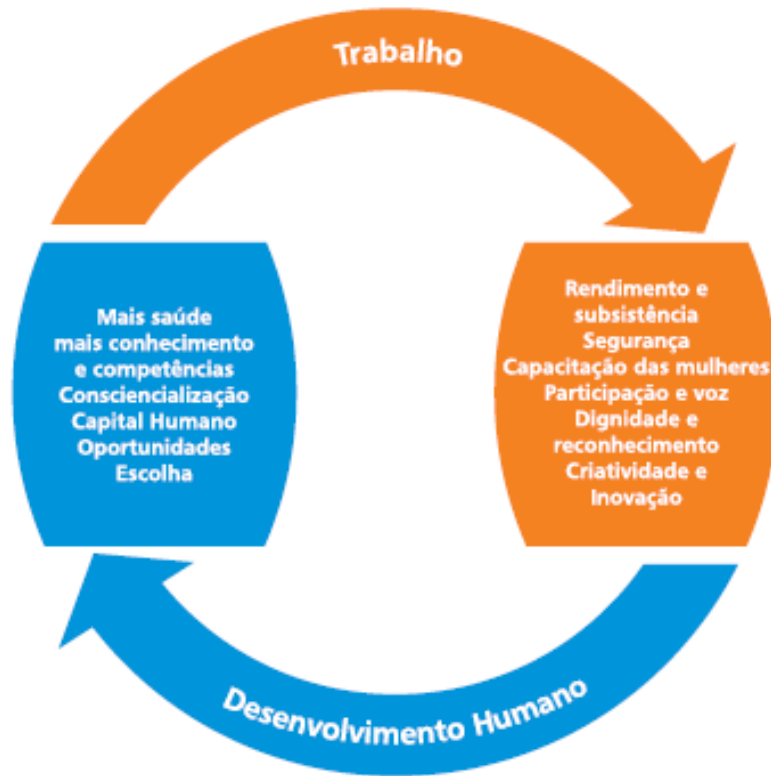 Trabalho
Mais saúde
mais conhecimento
e competências
Consciencialização
Capital Humano
Oportunidades
Escolha
Rendimento e
subsistência
Segurança
Capacitação das mulheres
Participação e voz
Dignidade e
reconhecimento
Criatividade e
Inovação
Desenvolvimento Humano